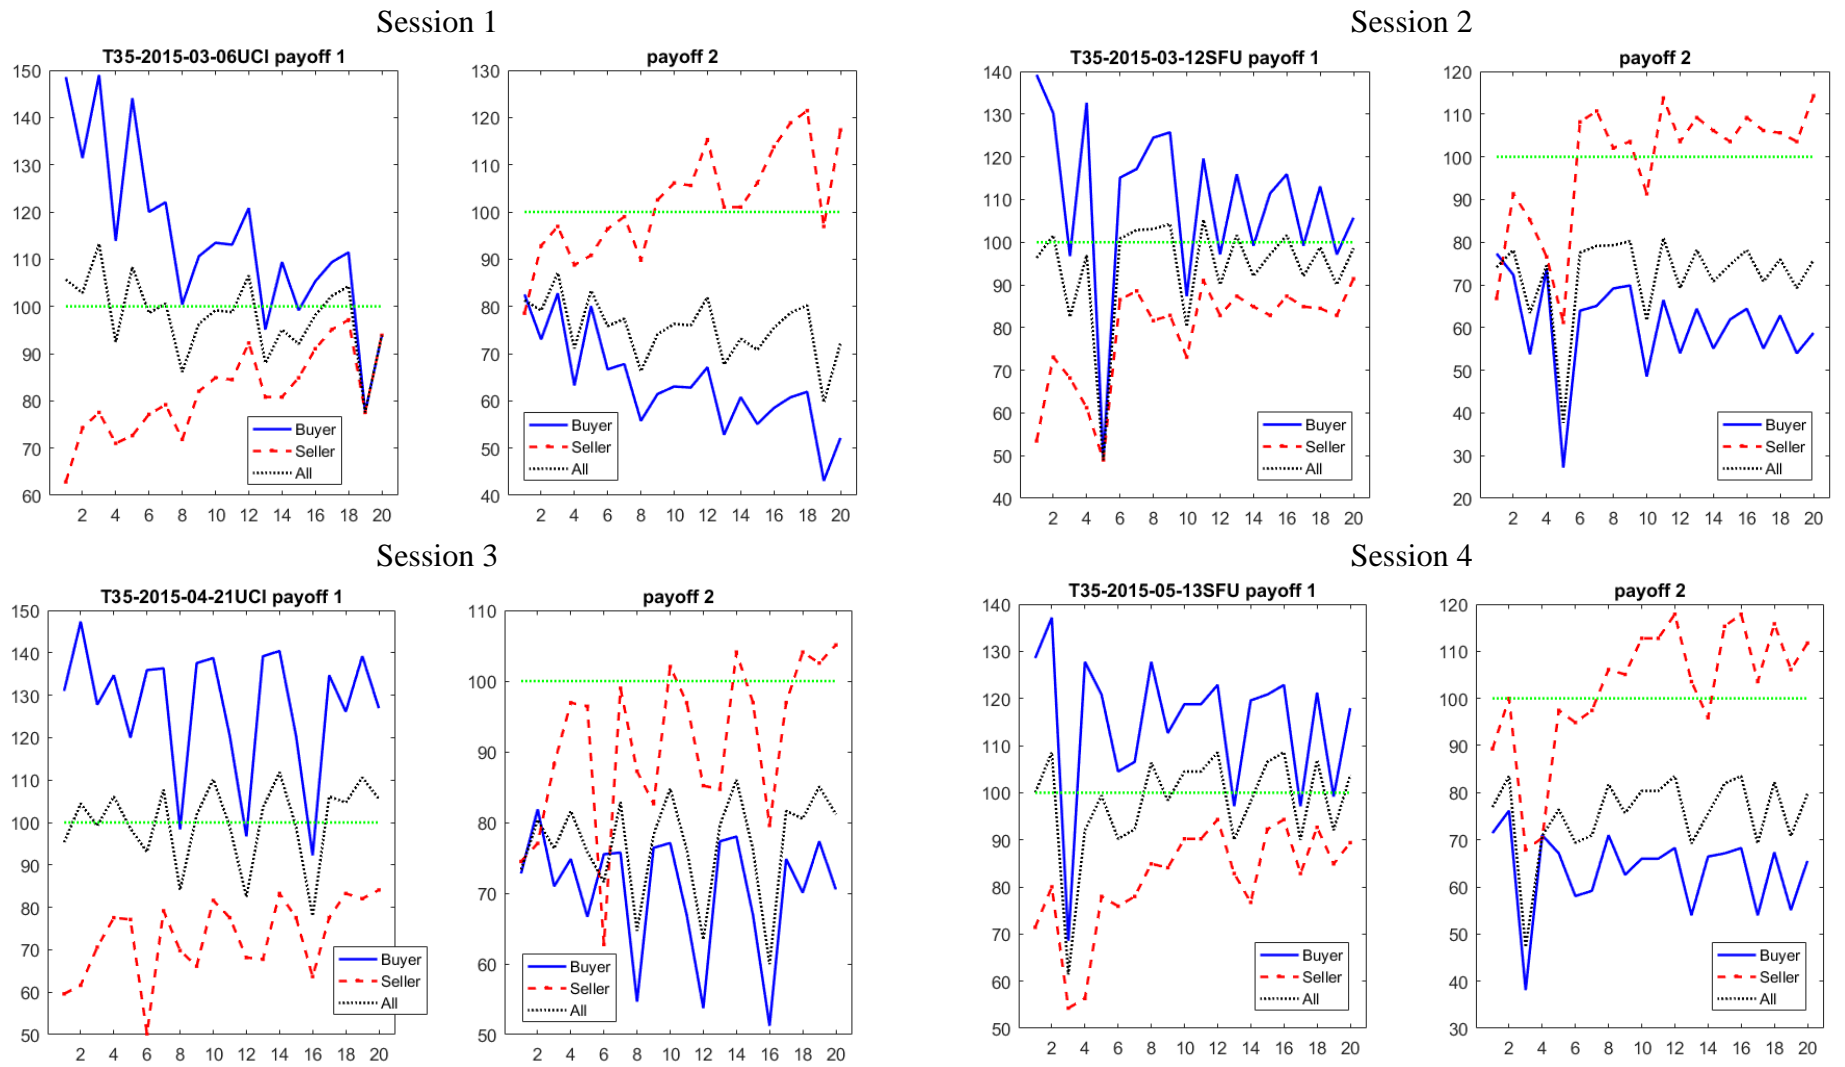 Session 1
T35-2015-03-06UCI payoff 1
150
140
130
120
110
100
90
80
70
60
2 4 6 8 10 12 14 16 18 20
Buyer
Seller
All
payoff 2
130
120
110
100
90
80
70
60
50
40
2 4 6 8 10 12 14 16 18 20
Buyer
Seller
All
Session 2
T35-2015-03-12SFU payoff 1
140
130
120
110
100
90
80
70
60
50
40
2 4 6 8 10 12 14 16 18 20
Buyer
Seller
All
payoff 2
120
110
100
90
80
70
60
50
40
30
20
2 4 6 8 10 12 14 16 18 20
Buyer
Seller
All
Session 3
T35-2015-04-21UCI payoff 1
150
140
130
120
110
100
90
80
70
60
50
2 4 6 8 10 12 14 16 18 20
Buyer
Seller
All
payoff 2
110
100
90
80
70
60
50
2 4 6 8 10 12 14 16 18 20
Buyer
Seller
All
Session 4
T35-2015-05-13SFU payoff 1
140
130
120
110
100
90
80
70
60
50
2 4 6 8 10 12 14 16 18 20
Buyer
Seller
All
payoff 2
120
110
100
90
80
70
60
50
40
30
2 4 6 8 10 12 14 16 18 20
Buyer
Seller
All